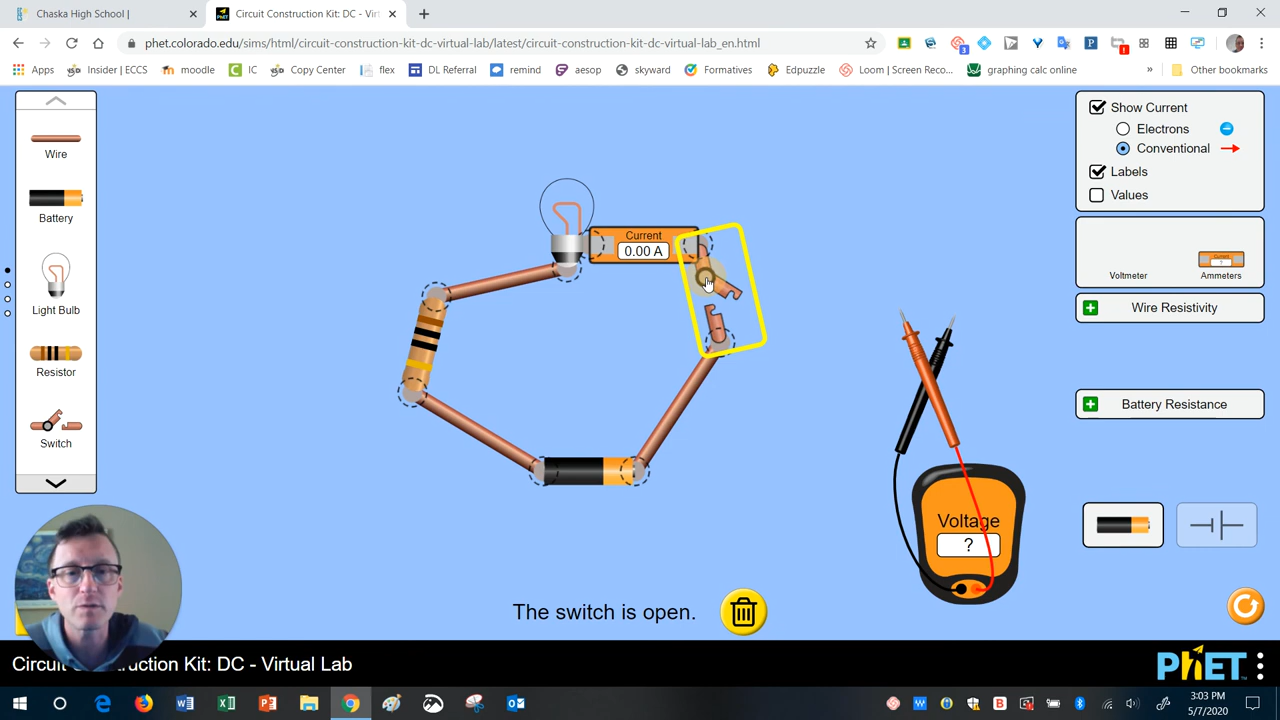 Chaska High School |
Circuit Construction Kit: DC - Virt
phet.colorado.edu/sims/html/circuit-construction-kit-dc-virtual-lab/latest/circuit-construction-kit-dc-virtual-lab_en.html
Apps
Insider | ECCS
moodle
IC
Copy Center
flex
DL Referral
remind
aesop
skyward
Formatives
Edpuzzle
Loom | Screen Reco...
graphing calc online
»
Other bookmarks
Wire
Battery
Light Bulb
Resistor
Switch
Current
0.00 A
Show Current
Electrons
Conventional
Labels
Values
Voltmeter
Current
?
Ammeters
Wire Resistivity
Battery Resistance
Voltage
?
The switch is open.
Circuit Construction Kit: DC - Virtual Lab
PhET
3:03 PM
5/7/2020